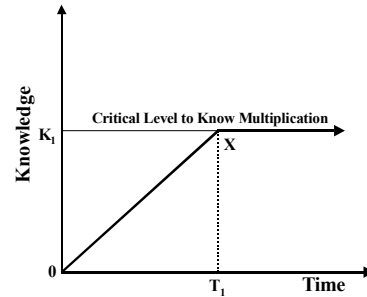 Knowledge
Critical Level to Know Multiplication
K1
X
0
T1
Time